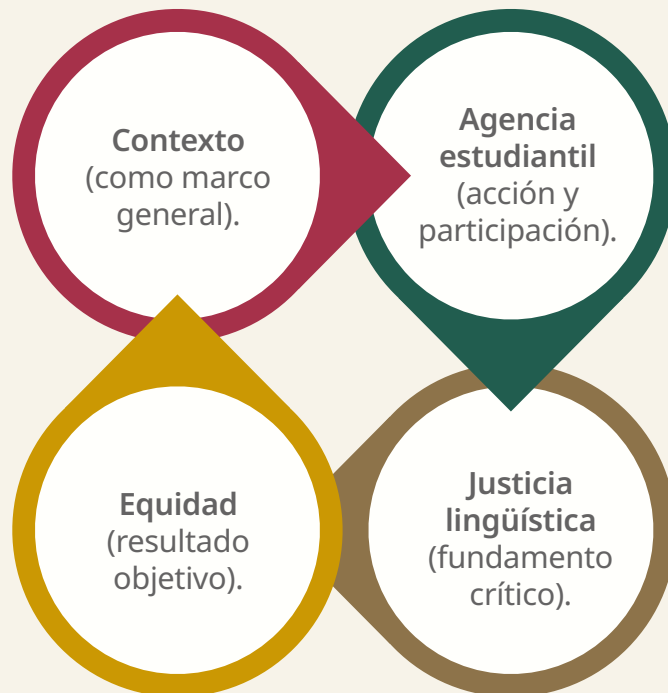 Contexto
(como marco
general).
Agencia
estudiantil
(acción y
participación).
Justicia
lingüística
(fundamento
crítico).
Equidad
(resultado
objetivo).